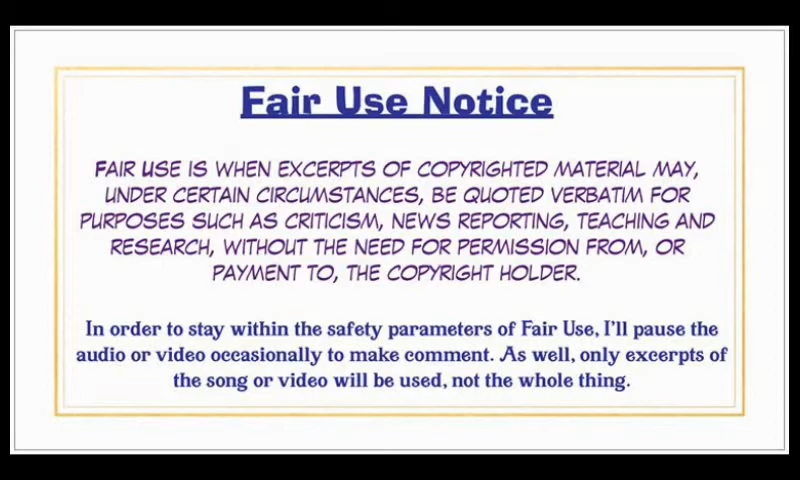 Fair Use Notice
FAIR USE IS WHEN EXCERPTS OF COPYRIGHTED MATERIAL MAY,
UNDER CERTAIN CIRCUMSTANCES, BE QUOTED VERBATIM FOR
PURPOSES SUCH AS CRITICISM, NEWS REPORTING, TEACHING AND
RESEARCH, WITHOUT THE NEED FOR PERMISSION FROM, OR
PAYMENT TO, THE COPYRIGHT HOLDER.
In order to stay within the safety parameters of Fair Use, I'll pause the
audio or video occasionally to make comment. As well, only excerpts of
the song or video will be used, not the whole thing.